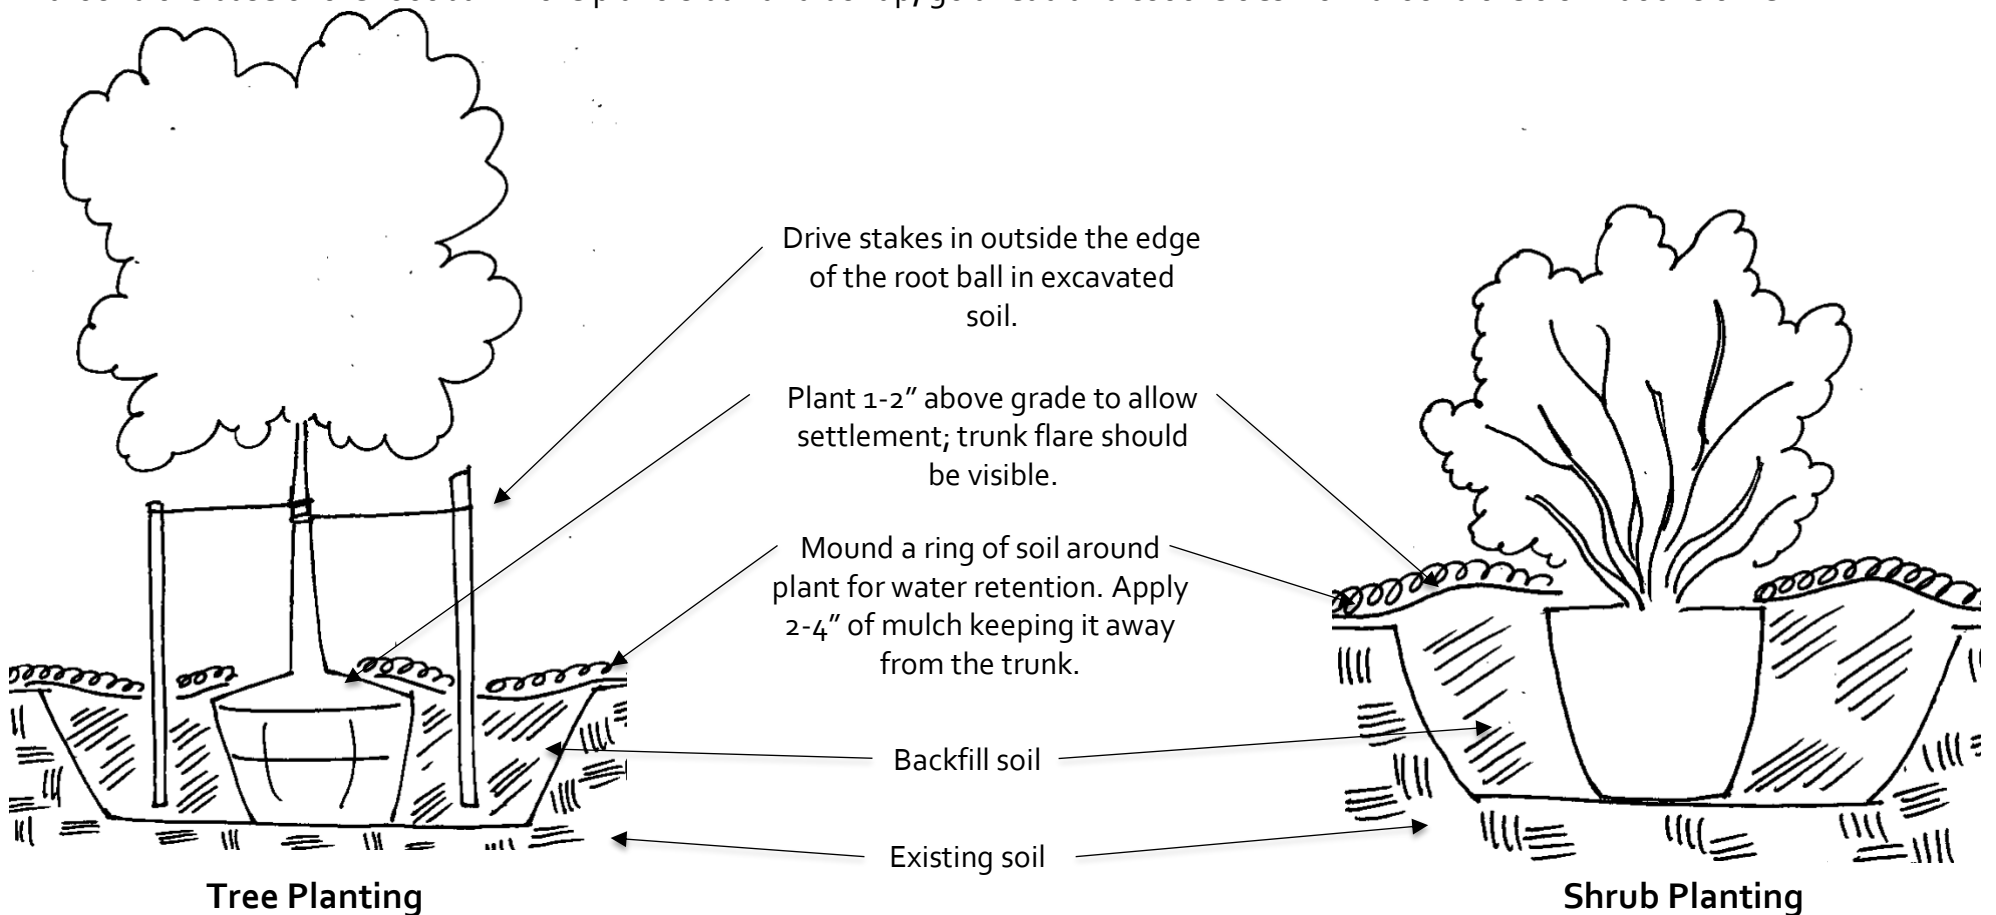 Drive stakes in outside the edge
of the root ball in excavated
soil.
Plant 1-2” above grade to allow
settlement; trunk flare should
be visible.
Mound a ring of soil around
plant for water retention. Apply
2-4” of mulch keeping it away
from the trunk.
Backfill soil
Existing soil
Tree Planting
Shrub Planting